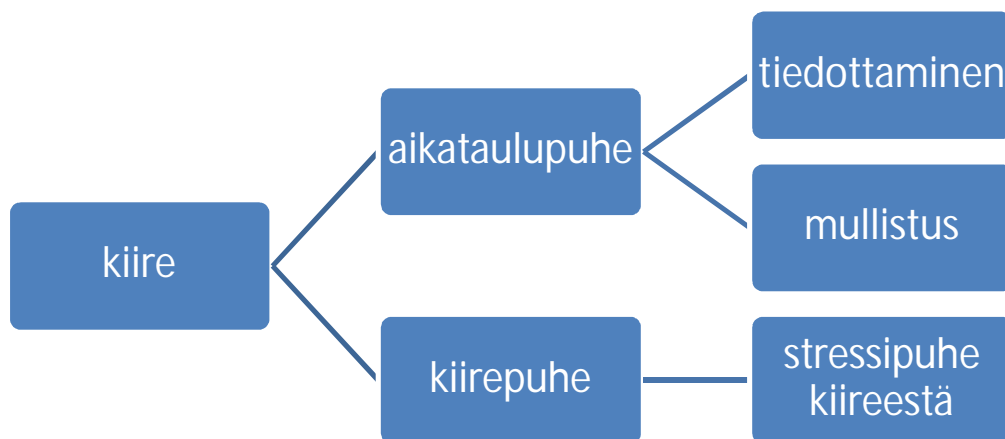 kiire
aikataulupuhe
tiedottaminen
mullistus
kiirepuhe
stressipuhe
kiireestä